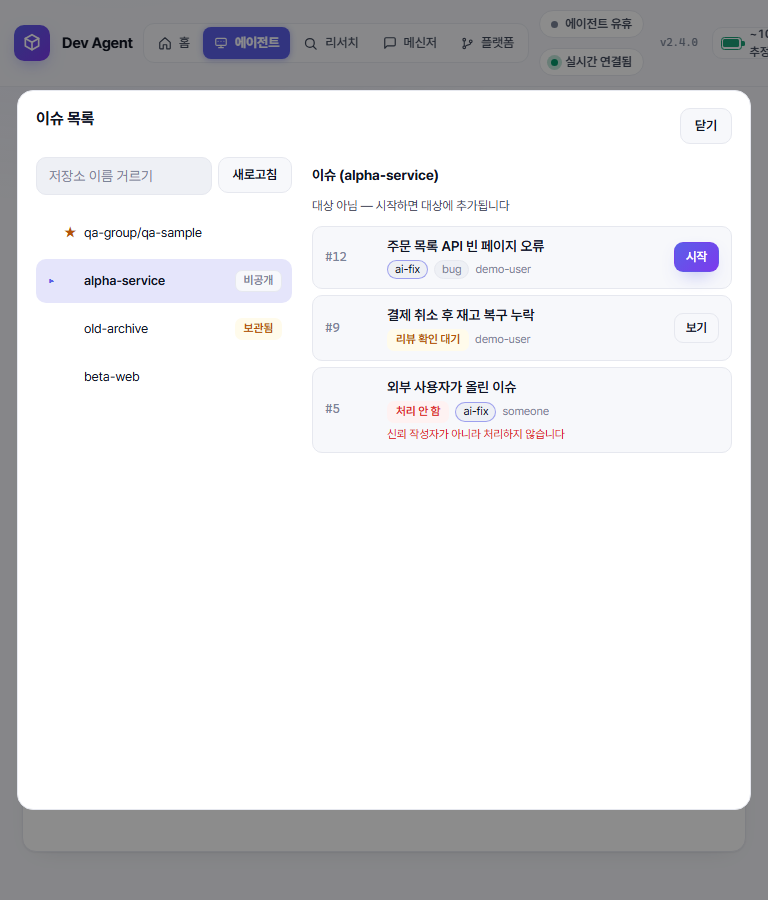 Dev Agent
홈
에이전트
리서치
메신저
플랫폼
에이전트 유휴
실시간 연결됨
v2.4.0
추정
이슈 목록
닫기
저장소 이름 거르기
새로고침
★ qa-group/qa-sample
▸ alpha-service 비공개
old-archive 보관됨
beta-web
이슈 (alpha-service)
대상 아님 — 시작하면 대상에 추가됩니다
#12
주문 목록 API 빈 페이지 오류
ai-fix bug demo-user
시작
#9
결제 취소 후 재고 복구 누락
리뷰 확인 대기 demo-user
보기
#5
외부 사용자가 올린 이슈
처리 안 함 ai-fix someone
신뢰 작성자가 아니라 처리하지 않습니다